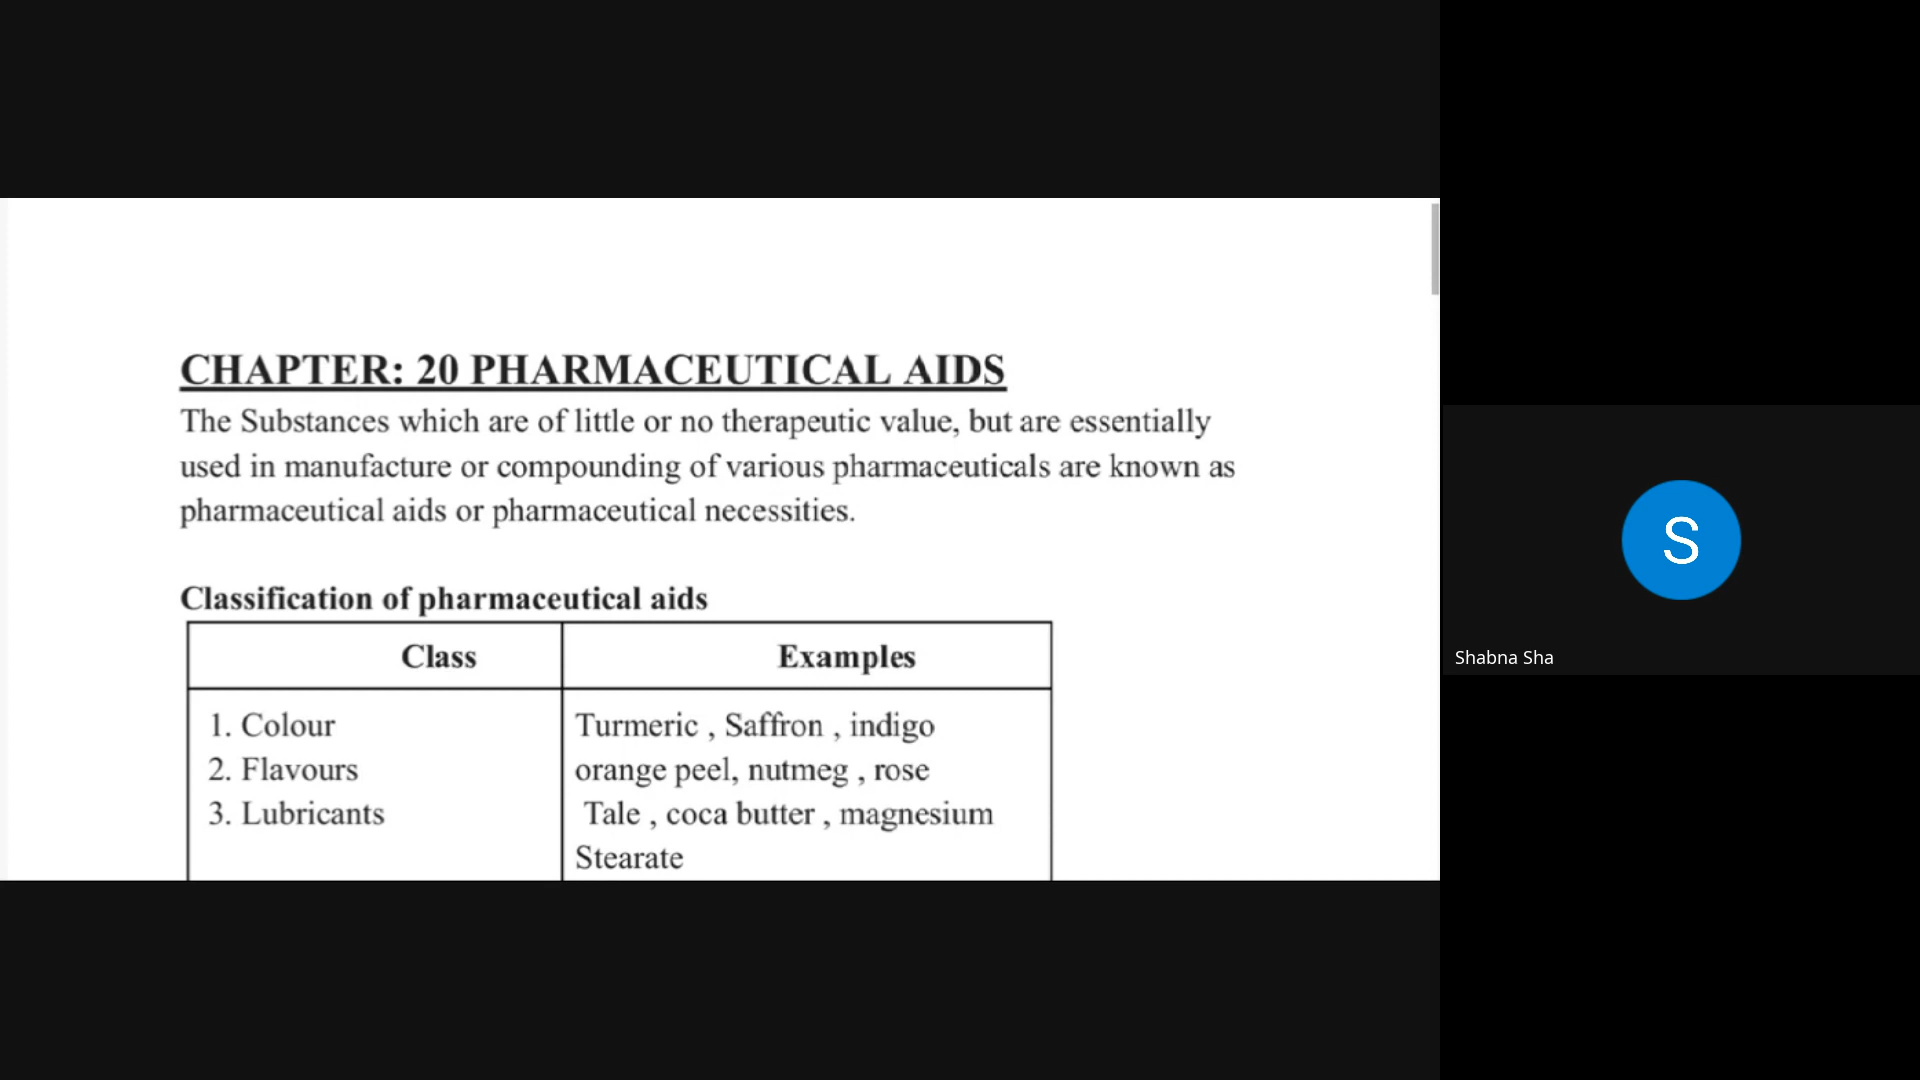 CHAPTER: 20 PHARMACEUTICAL AIDS
The Substances which are of little or no therapeutic value, but are essentially
used in manufacture or compounding of various pharmaceuticals are known as
pharmaceutical aids or pharmaceutical necessities.
Classification of pharmaceutical aids
Class Examples
1. Colour Turmeric , Saffron , indigo
2. Flavours orange peel, nutmeg , rose
3. Lubricants Tale , coca butter , magnesium
Stearate
S
Shabna Sha